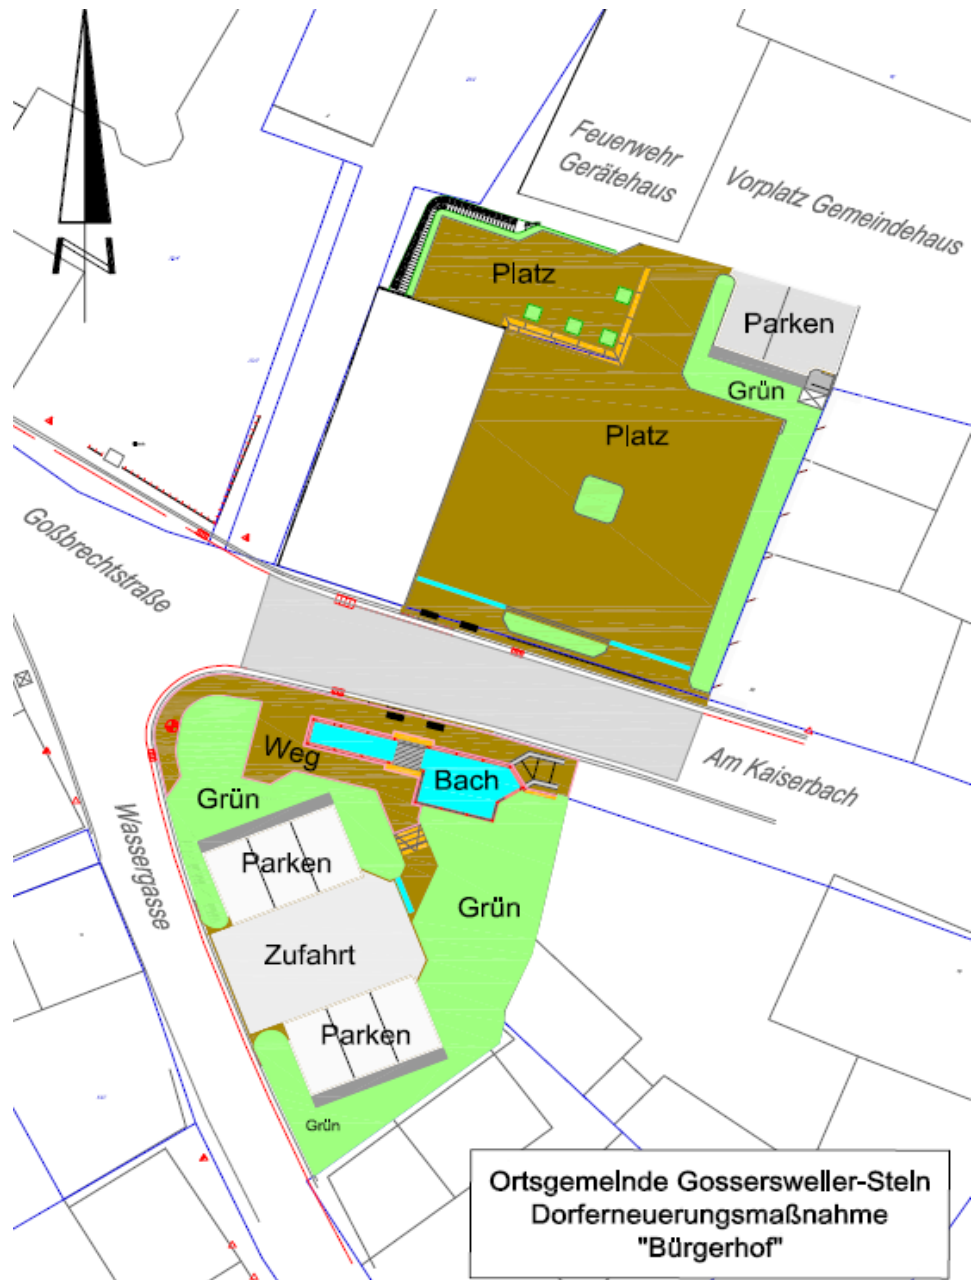 Feuerwehr
Gerätehaus
Vorplatz Gemeindehaus
Platz
Parken
Grün
Platz
Goßbrechtstraße
Weg
Bach
Am Kaiserbach
Grün
Wassergasse
Parken
Grün
Zufahrt
Parken
Grün
Ortsgemeinde Gossersweller-Stein
Dorferneuerungsmaßnahme
"Bürgerhof"
N